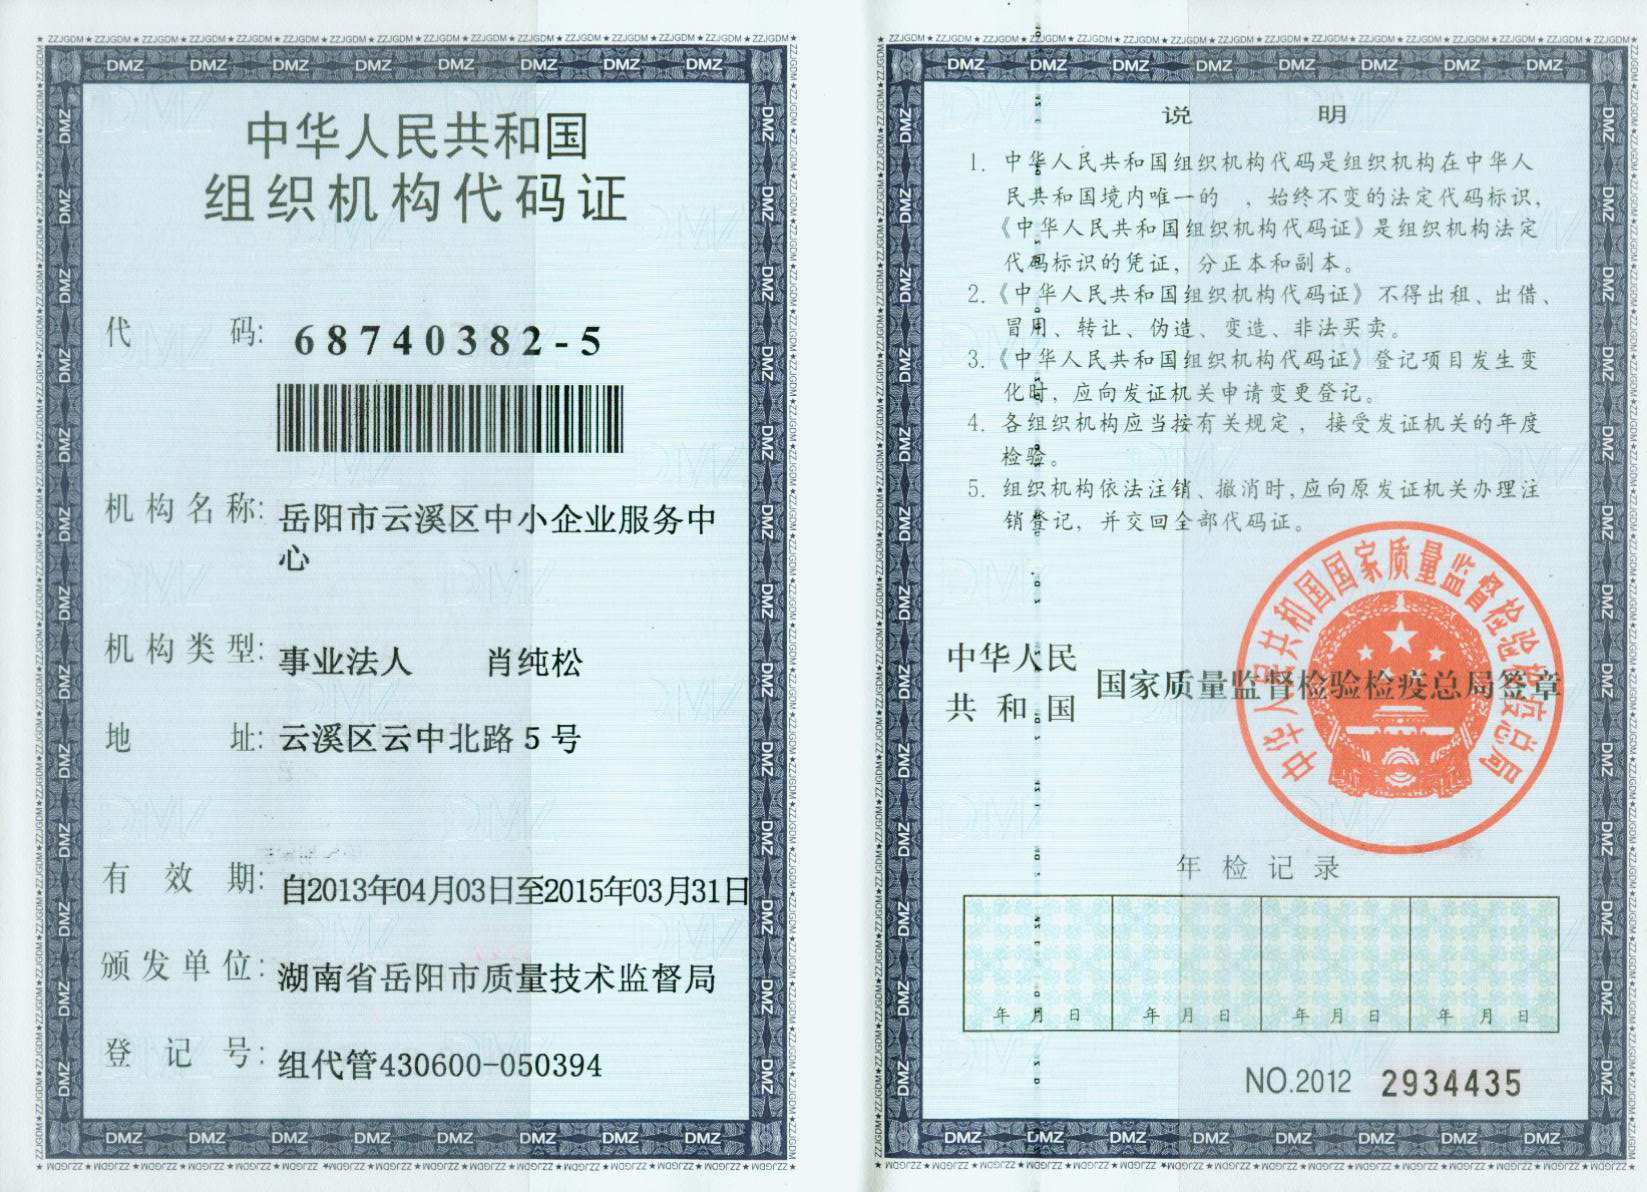 中华人民共和国
组织机构代码证
代 码: 68740382-5
机构名称: 岳阳市云溪区中小企业服务中
心
机构类型: 事业法人 肖纯松
地 址: 云溪区云中北路5号
有 效 期: 自2013年04月03日至2015年03月31日
颁发单位: 湖南省岳阳市质量技术监督局
登 记 号: 组代管430600-050394
说 明
1. 中华人民共和国组织机构代码是组织机构在中华人
民共和国境内唯一的 ，始终不变的法定代码标识，
《中华人民共和国组织机构代码证》是组织机构法定
代码标识的凭证，分正本和副本。
2.《中华人民共和国组织机构代码证》不得出租、出借、
冒用、转让、伪造、变造、非法买卖。
3.《中华人民共和国组织机构代码证》登记项目发生变
化时，应向发证机关申请变更登记。
4. 各组织机构应当按有关规定，接受发证机关的年度
检验。
5. 组织机构依法注销、撤消时，应向原发证机关办理注
销登记，并交回全部代码证。
中华人民共和国国家质量监督检验检疫总局
中华人民
共和国 国家质量监督检验检疫总局签章
年检记录
年 月 日 年 月 日 年 月 日 年 月 日
NO.2012 2934435